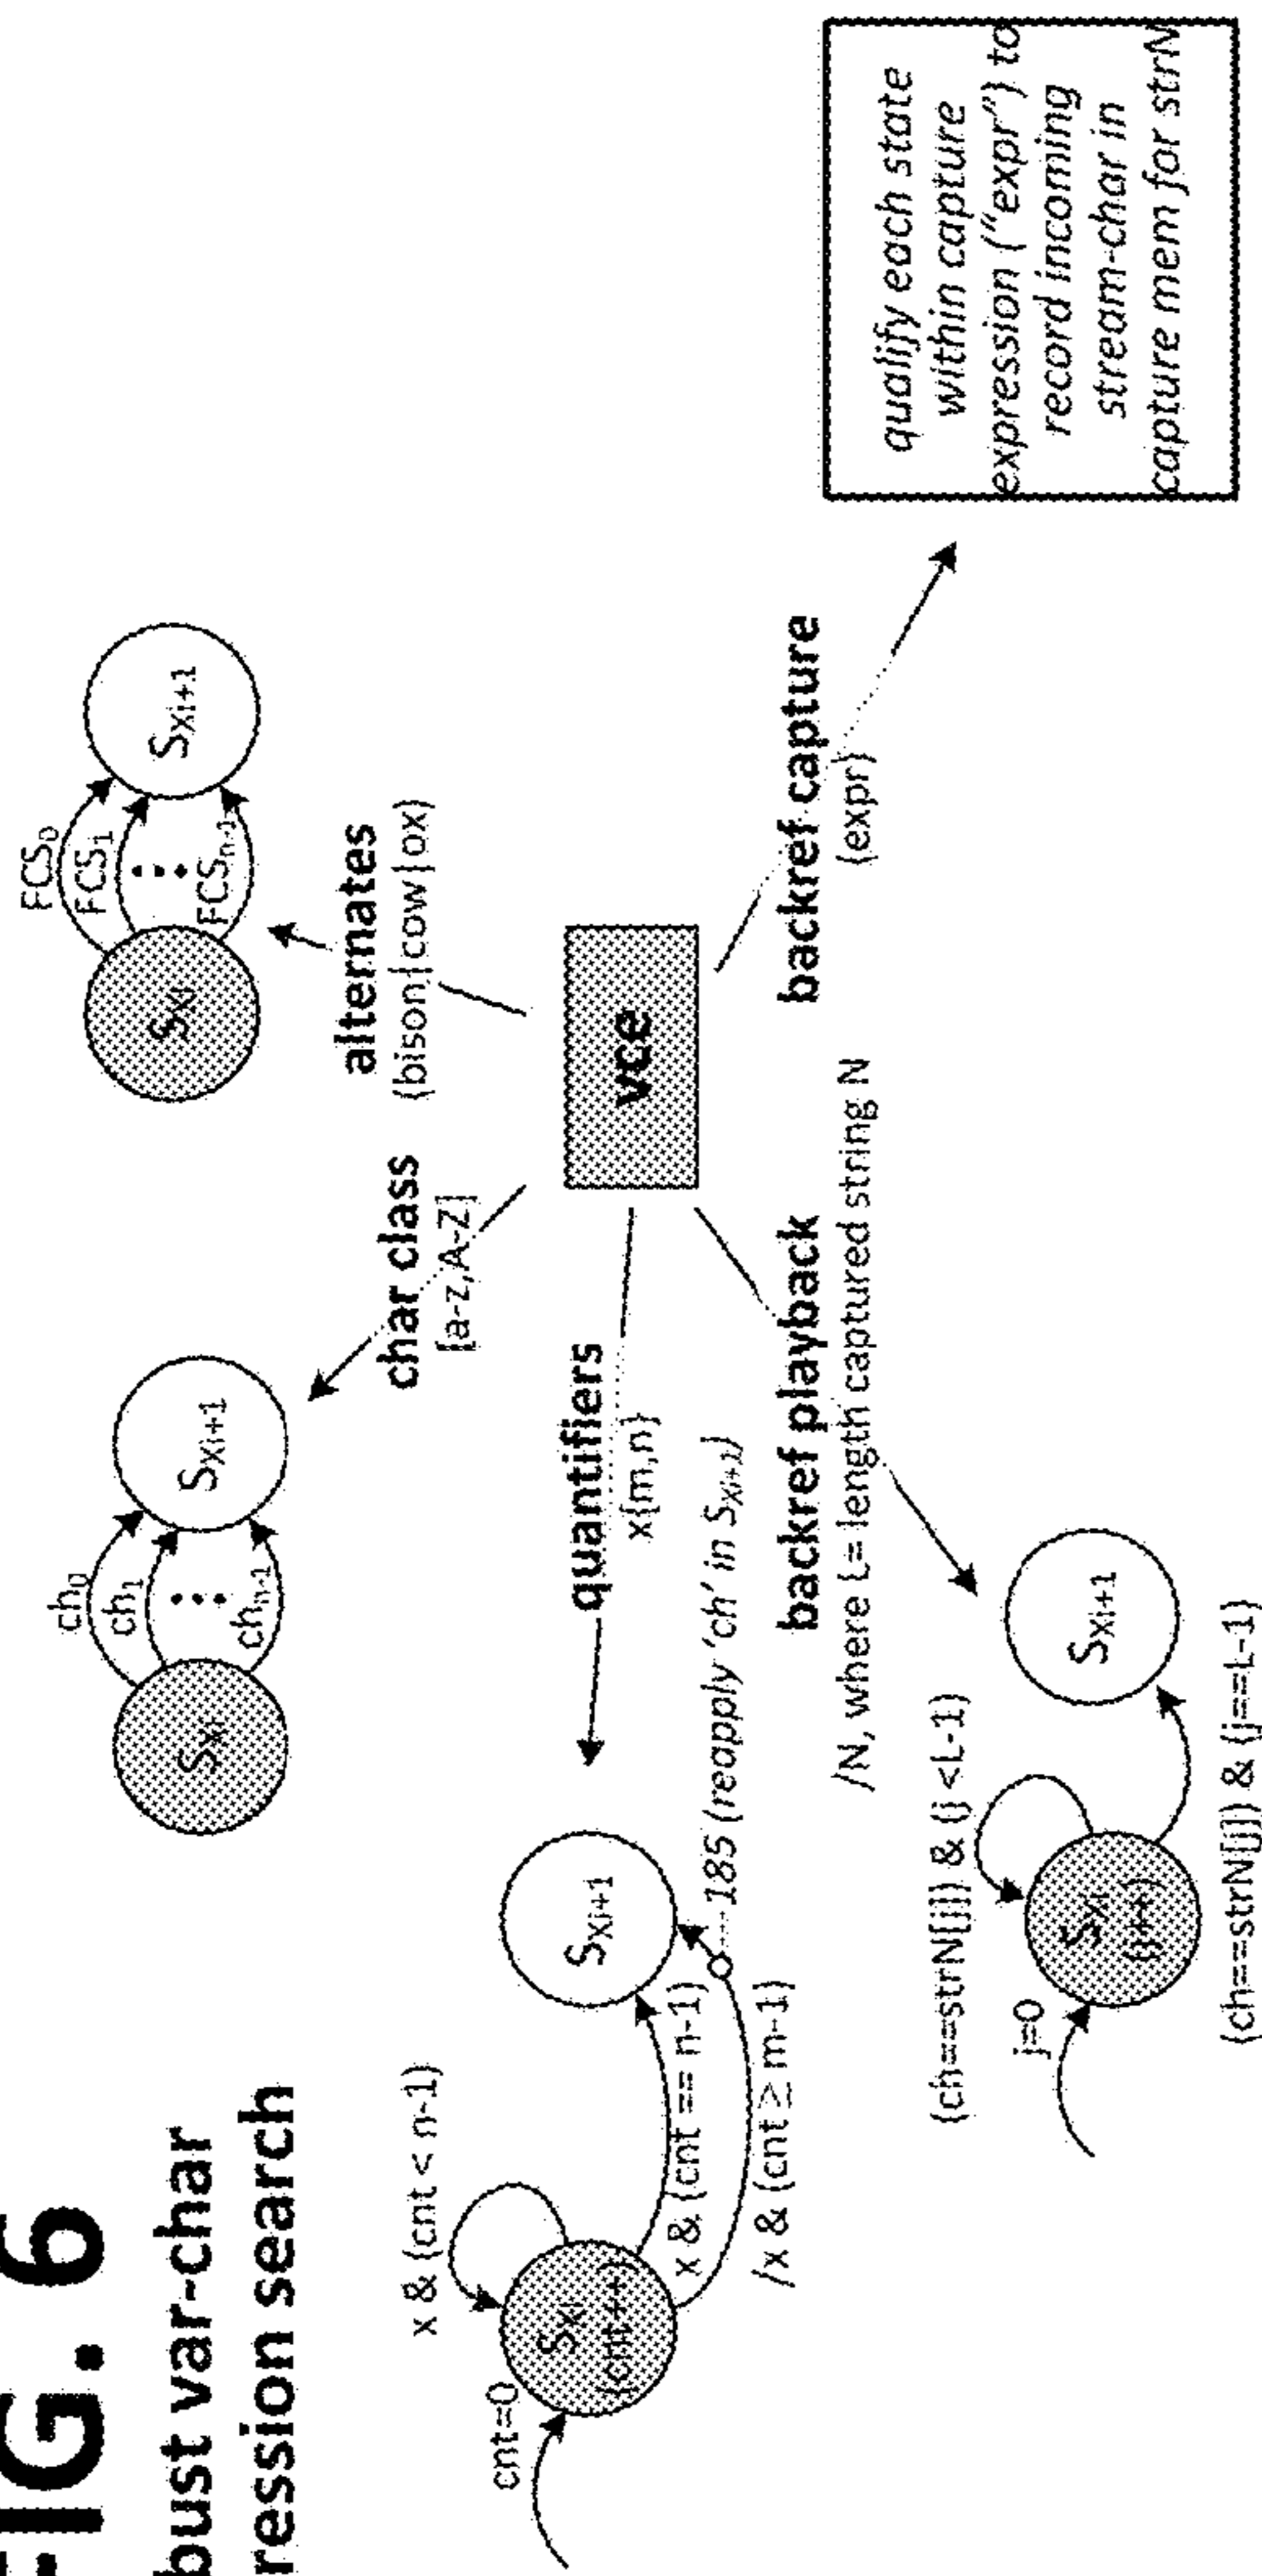 FIG. 6
bust var-char
ression search
ch0
ch1
chn-1
SXi
SXi+1
FCS0
FCS1
FCSn-1
SXi
SXi+1
char class
[a-z,A-Z]
alternates
(bison|cow|ox)
x & (cnt < n-1)
cnt=0
SXi
(cnt++)
SXi+1
x & (cnt == n-1)
/x & (cnt ≥ m-1)
185 (reapply 'ch' in SXi+1)
quantifiers
x{m,n}
vce
backref playback
/N, where L= length captured string N
(ch==strN[j]) & (j <L-1)
j=0
SXi
(j++)
SXi+1
(ch==strN[j]) & (j==L-1)
backref capture
(expr)
qualify each state
within capture
expression ("expr") to
record incoming
stream-char in
capture mem for strN